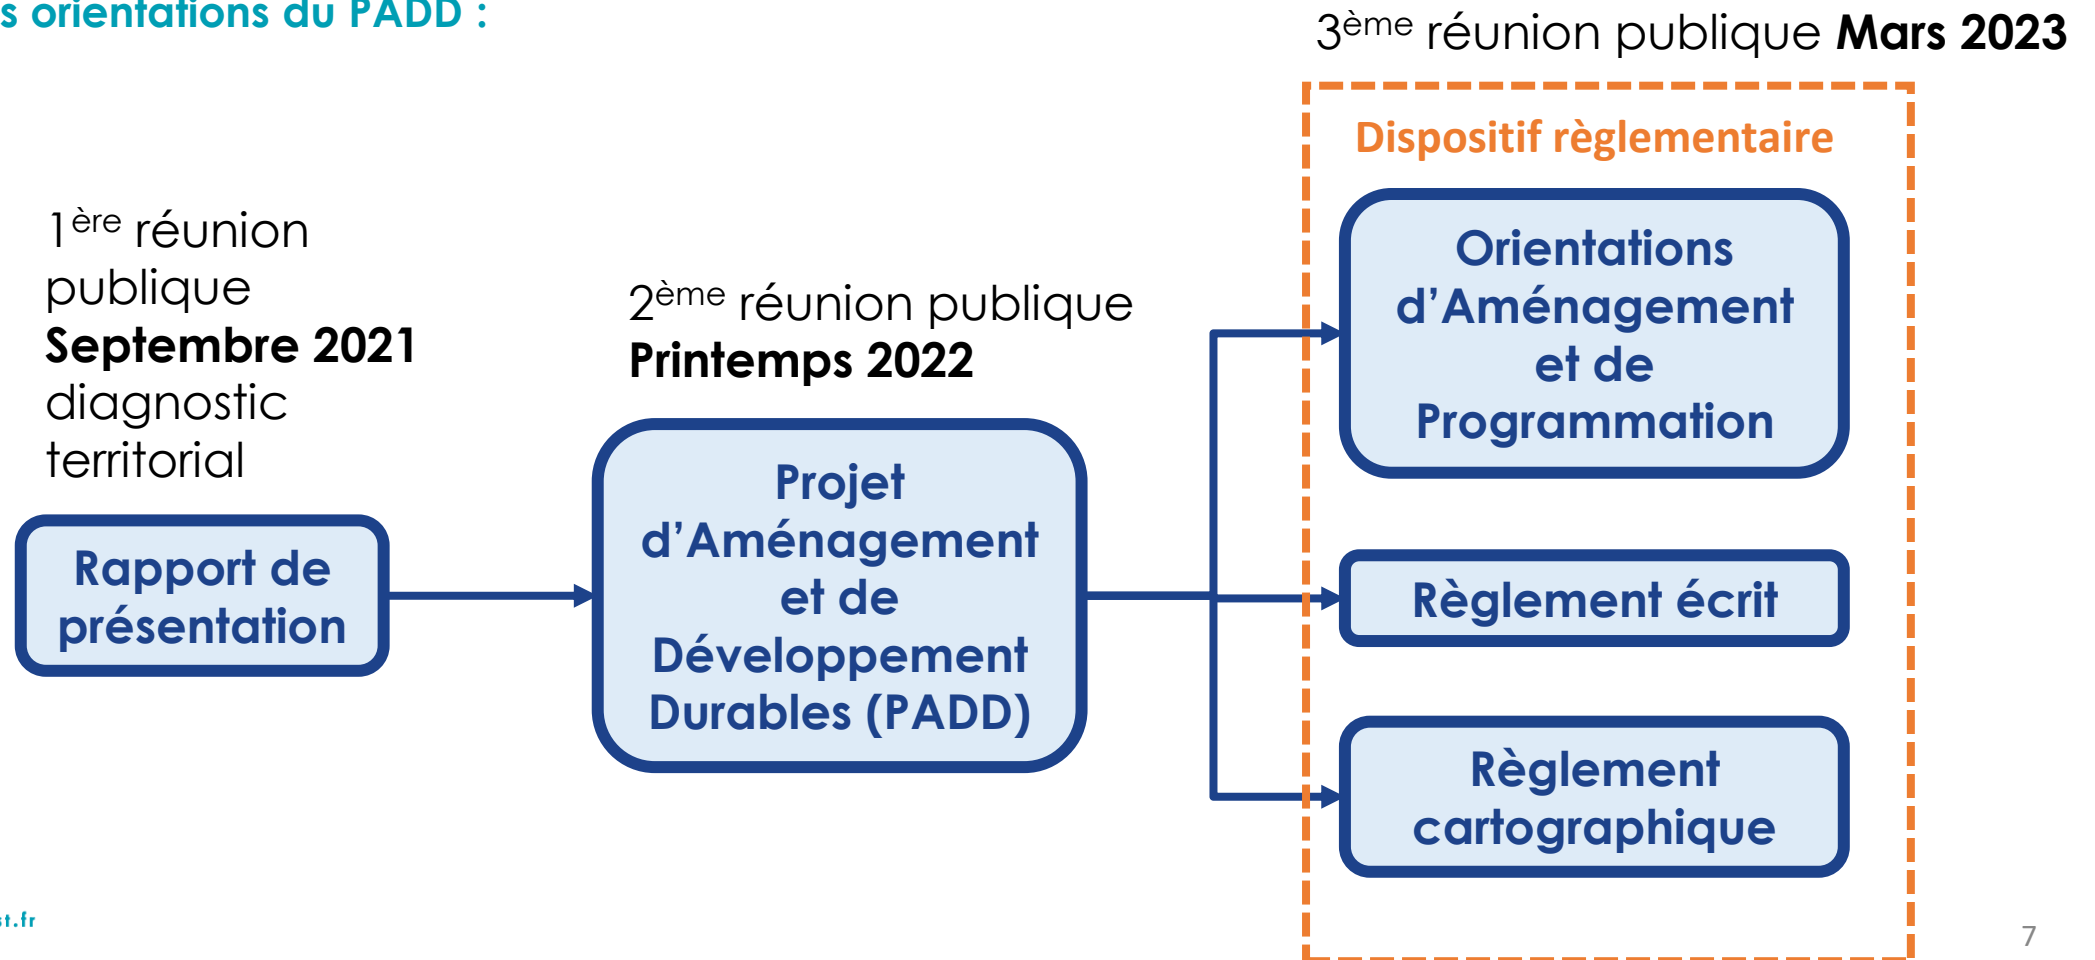 s orientations du PADD :
3ème réunion publique Mars 2023
Dispositif règlementaire
1ère réunion
publique
Septembre 2021
diagnostic
territorial
2ème réunion publique
Printemps 2022
Rapport de
présentation
Projet
d’Aménagement
et de
Développement
Durables (PADD)
Orientations
d’Aménagement
et de
Programmation
Règlement écrit
Règlement
cartographique
st.fr
7